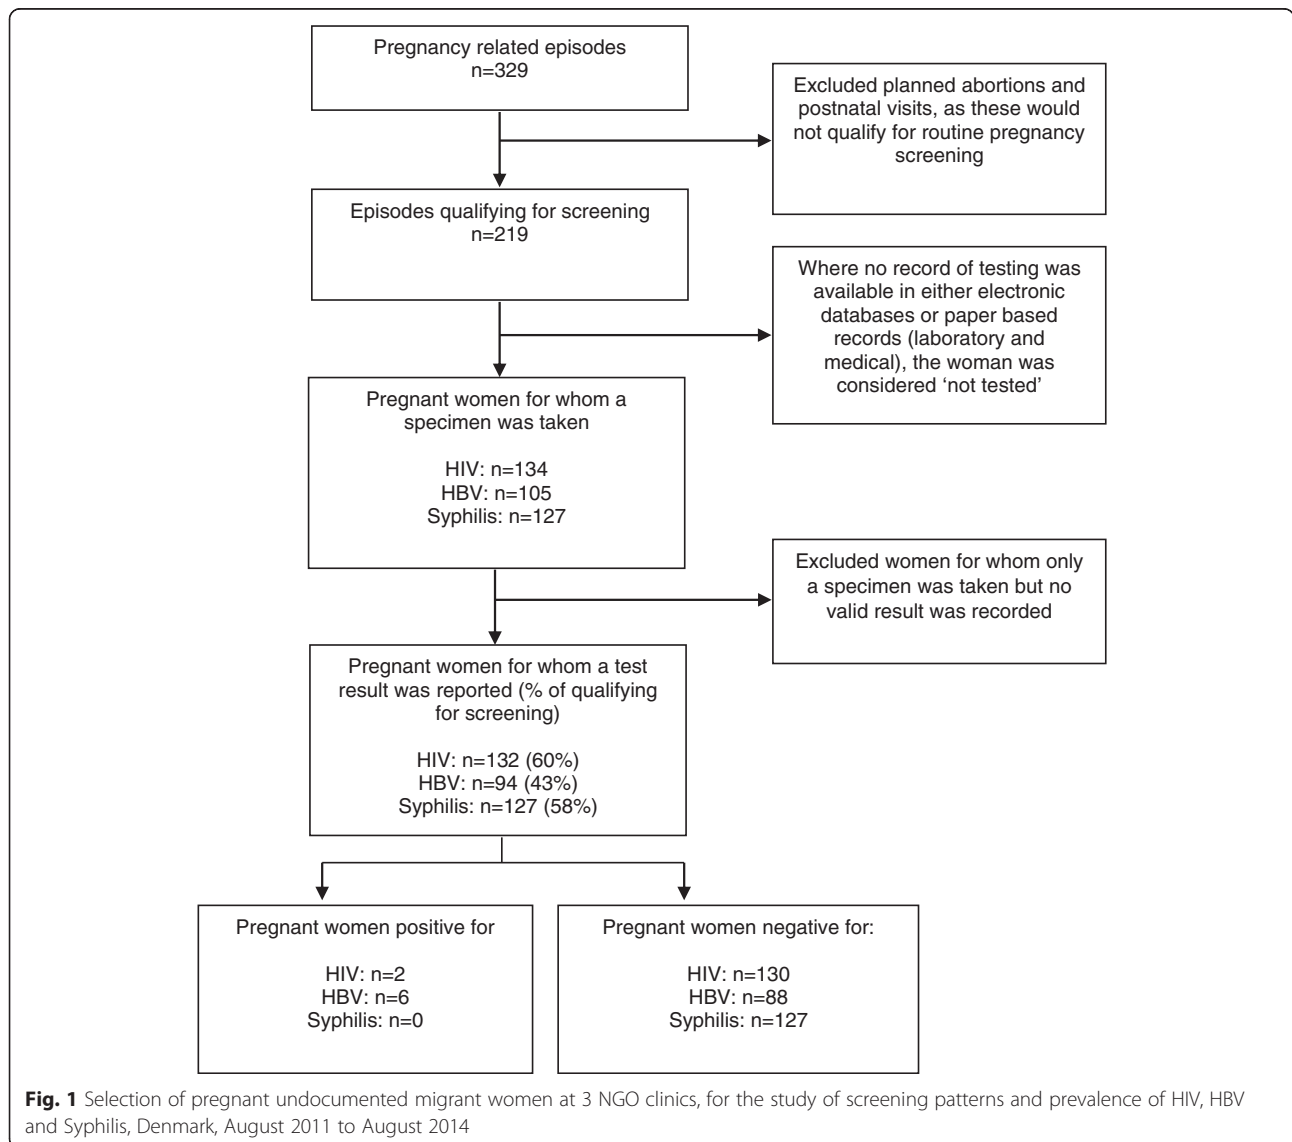 Pregnancy related episodes
n=329
Excluded planned abortions and
postnatal visits, as these would
not qualify for routine pregnancy
screening
Episodes qualifying for screening
n=219
Where no record of testing was
available in either electronic
databases or paper based
records (laboratory and
medical), the woman was
considered ‘not tested’
Pregnant women for whom a
specimen was taken
HIV: n=134
HBV: n=105
Syphilis: n=127
Excluded women for whom only
a specimen was taken but no
valid result was recorded
Pregnant women for whom a test
result was reported (% of qualifying
for screening)
HIV: n=132 (60%)
HBV: n=94 (43%)
Syphilis: n=127 (58%)
Pregnant women positive for
HIV: n=2
HBV: n=6
Syphilis: n=0
Pregnant women negative for:
HIV: n=130
HBV: n=88
Syphilis: n=127
Fig. 1 Selection of pregnant undocumented migrant women at 3 NGO clinics, for the study of screening patterns and prevalence of HIV, HBV
and Syphilis, Denmark, August 2011 to August 2014